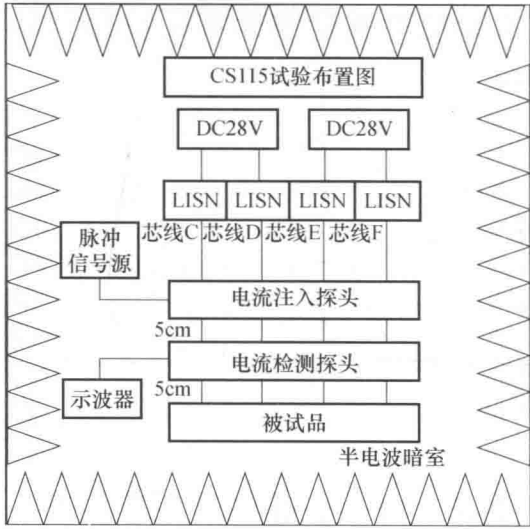 CS115试验布置图
DC28V DC28V
LISN LISN LISN LISN
芯线C 芯线D 芯线E 芯线F
脉冲
信号源
电流注入探头
5cm
电流检测探头
5cm
示波器
被试品
半电波暗室